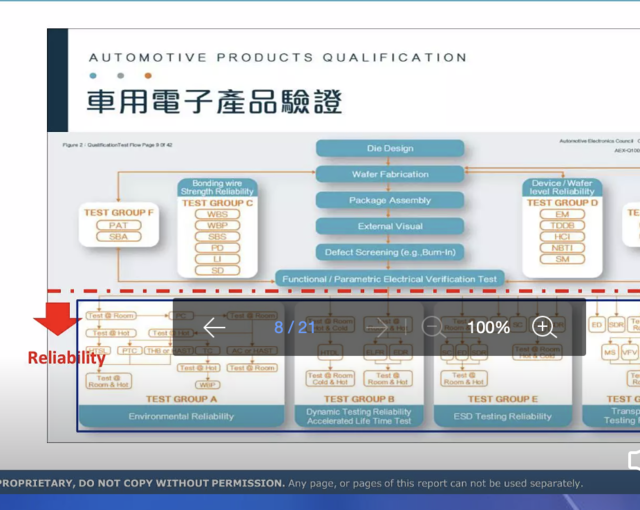 AUTOMOTIVE PRODUCTS QUALIFICATION
車用電子產品驗證
Figure 2 - Qualification Test Flow Page 9 Of 42
Automotive Electronics Council
Die Design
Wafer Fabrication
Package Assembly
External Visual
Defect Screening (e.g.,Burn-In)
Functional / Parametric Electrical Verification Test
TEST GROUP F
PAT
SBA
Bonding wire
Strength Reliability
TEST GROUP C
WBS
WBP
SBS
PD
LI
SD
Device / Wafer
level Reliability
TEST GROUP D
EM
TDDB
HCI
NBTI
SM
Reliability
Test @ Room
PC
Test @ Room
Test @ Hot
PTC
THB or
Test @
Room & Hot
Test @ Hot
Test @ Room
WBP
TEST GROUP A
Environmental Reliability
Test @ Room
Cold & Hot
Test @
Room & Hot
TEST GROUP B
Dynamic Testing Reliability
Accelerated Life Time Test
Test @
Room & Hot
TEST GROUP E
ESD Testing Reliability
ED
SDR
MS
VFV
TEST G
Testing
8 / 21
100%
PROPRIETARY, DO NOT COPY WITHOUT PERMISSION. Any page, or pages of this report can not be used separately.